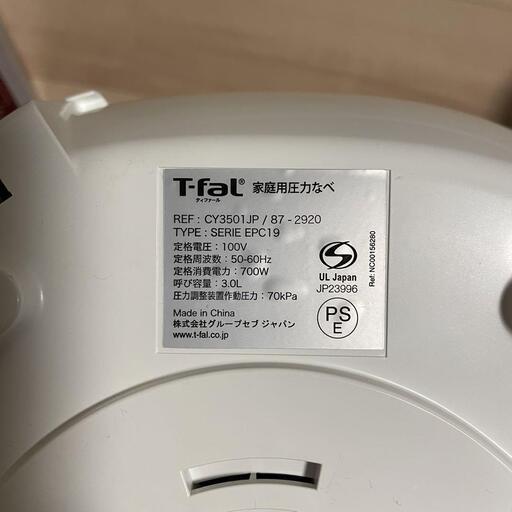 T-faL 家庭用圧力なべ
ティファール
REF : CY3501JP / 87 - 2920
TYPE : SERIE EPC19
定格電圧 : 100V
定格周波数 : 50-60Hz
定格消費電力 : 700W
呼び容量 : 3.0L
圧力調整装置作動圧力 : 70kPa
Made in China
株式会社グループセブ ジャパン
www.t-fal.co.jp
UL Japan
JP23996
PS
E
Ref: NC00156280